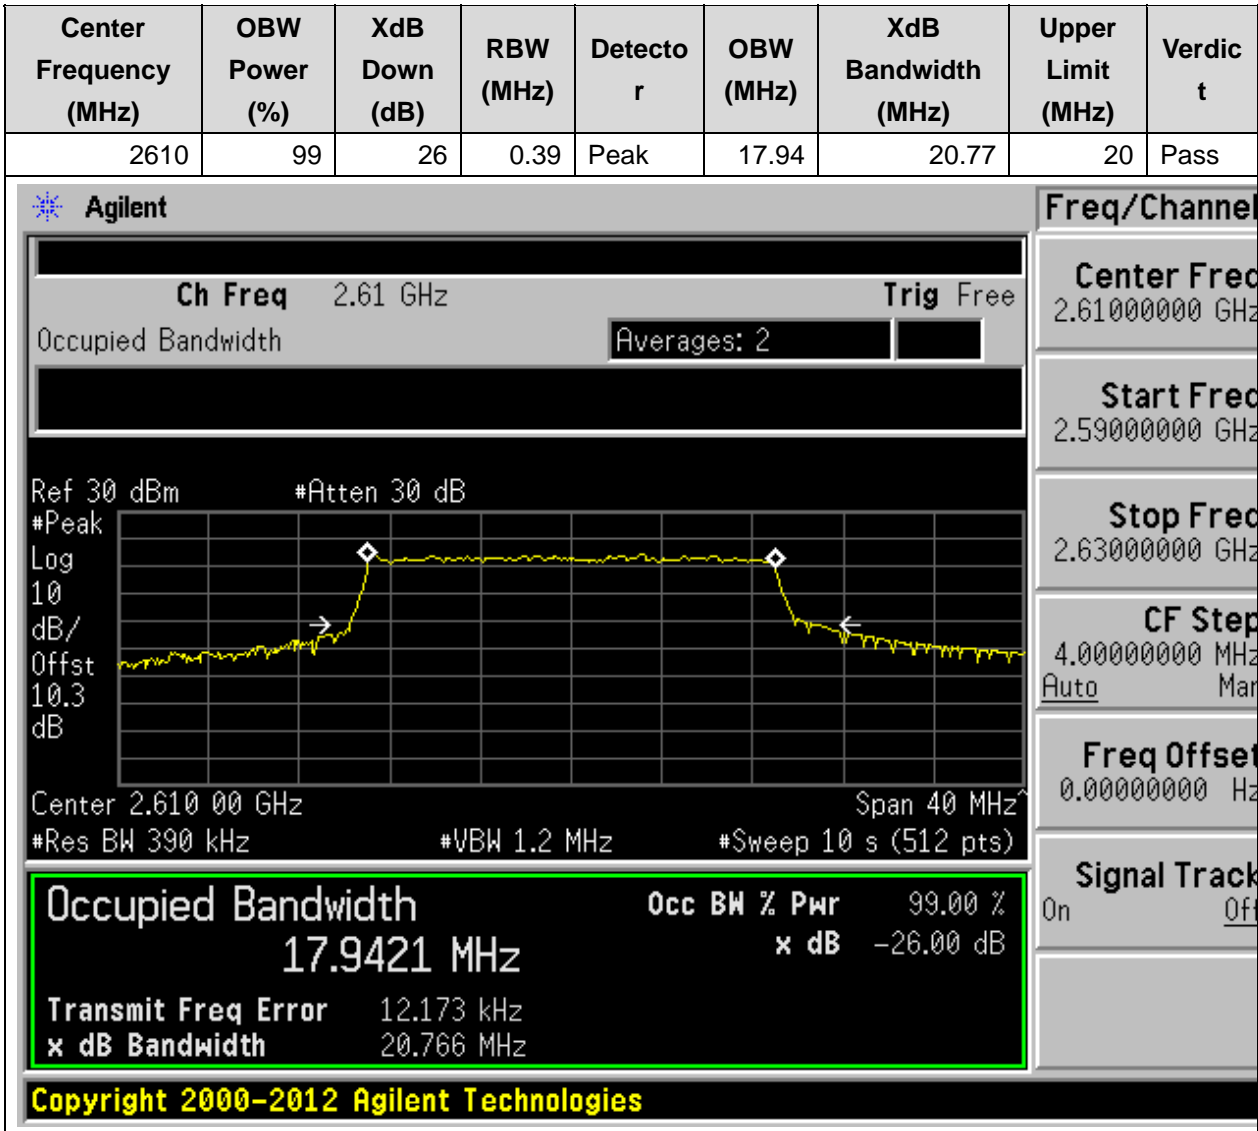 Center Frequency (MHz) OBW Power (%) XdB Down (dB) RBW (MHz) Detecto r OBW (MHz) XdB Bandwidth (MHz) Upper Limit (MHz) Verdic t
2610 99 26 0.39 Peak 17.94 20.77 20 Pass
Agilent
Freq/Channel
Ch Freq 2.61 GHz Trig Free
Occupied Bandwidth Averages: 2
Center Freq
2.61000000 GHz
Start Freq
2.59000000 GHz
Stop Freq
2.63000000 GHz
CF Step
4.00000000 MHz
Auto Man
Freq Offset
0.00000000 Hz
Signal Track
On Off
Ref 30 dBm #Atten 30 dB
#Peak
Log
10
dB/
Offst
10.3
dB
Center 2.610 00 GHz Span 40 MHz^
#Res BW 390 kHz #VBW 1.2 MHz #Sweep 10 s (512 pts)
Occupied Bandwidth
17.9421 MHz
Occ BW % Pwr 99.00 %
x dB -26.00 dB
Transmit Freq Error 12.173 kHz
x dB Bandwidth 20.766 MHz
Copyright 2000-2012 Agilent Technologies